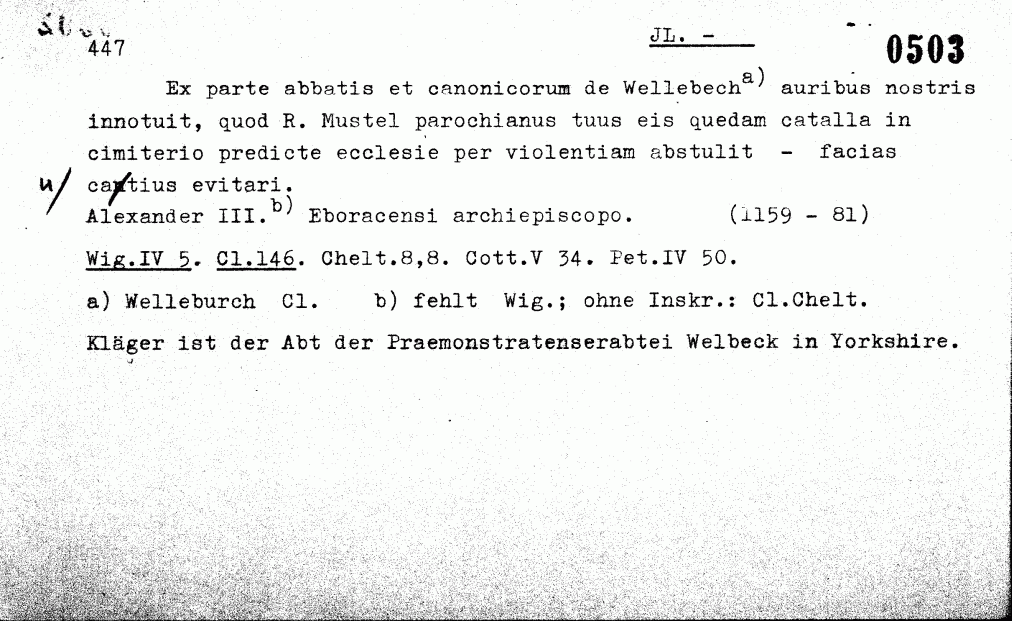 447 JL. - 0503
Ex parte abbatis et canonicorum de Wellebech a) auribus nostris
innotuit, quod R. Mustel parochianus tuus eis quedam catalla in
cimiterio predicte ecclesie per violentiam abstulit - facias
u/ cartius evitari.
Alexander III. b) Eboracensi archiepiscopo. (1159 - 81)
Wig.IV 5. Cl.146. Chelt.8,8. Cott.V 34. Pet.IV 50.
a) Welleburch Cl. b) fehlt Wig.; ohne Inskr.: Cl.Chelt.
Kläger ist der Abt der Praemonstratenserabtei Welbeck in Yorkshire.